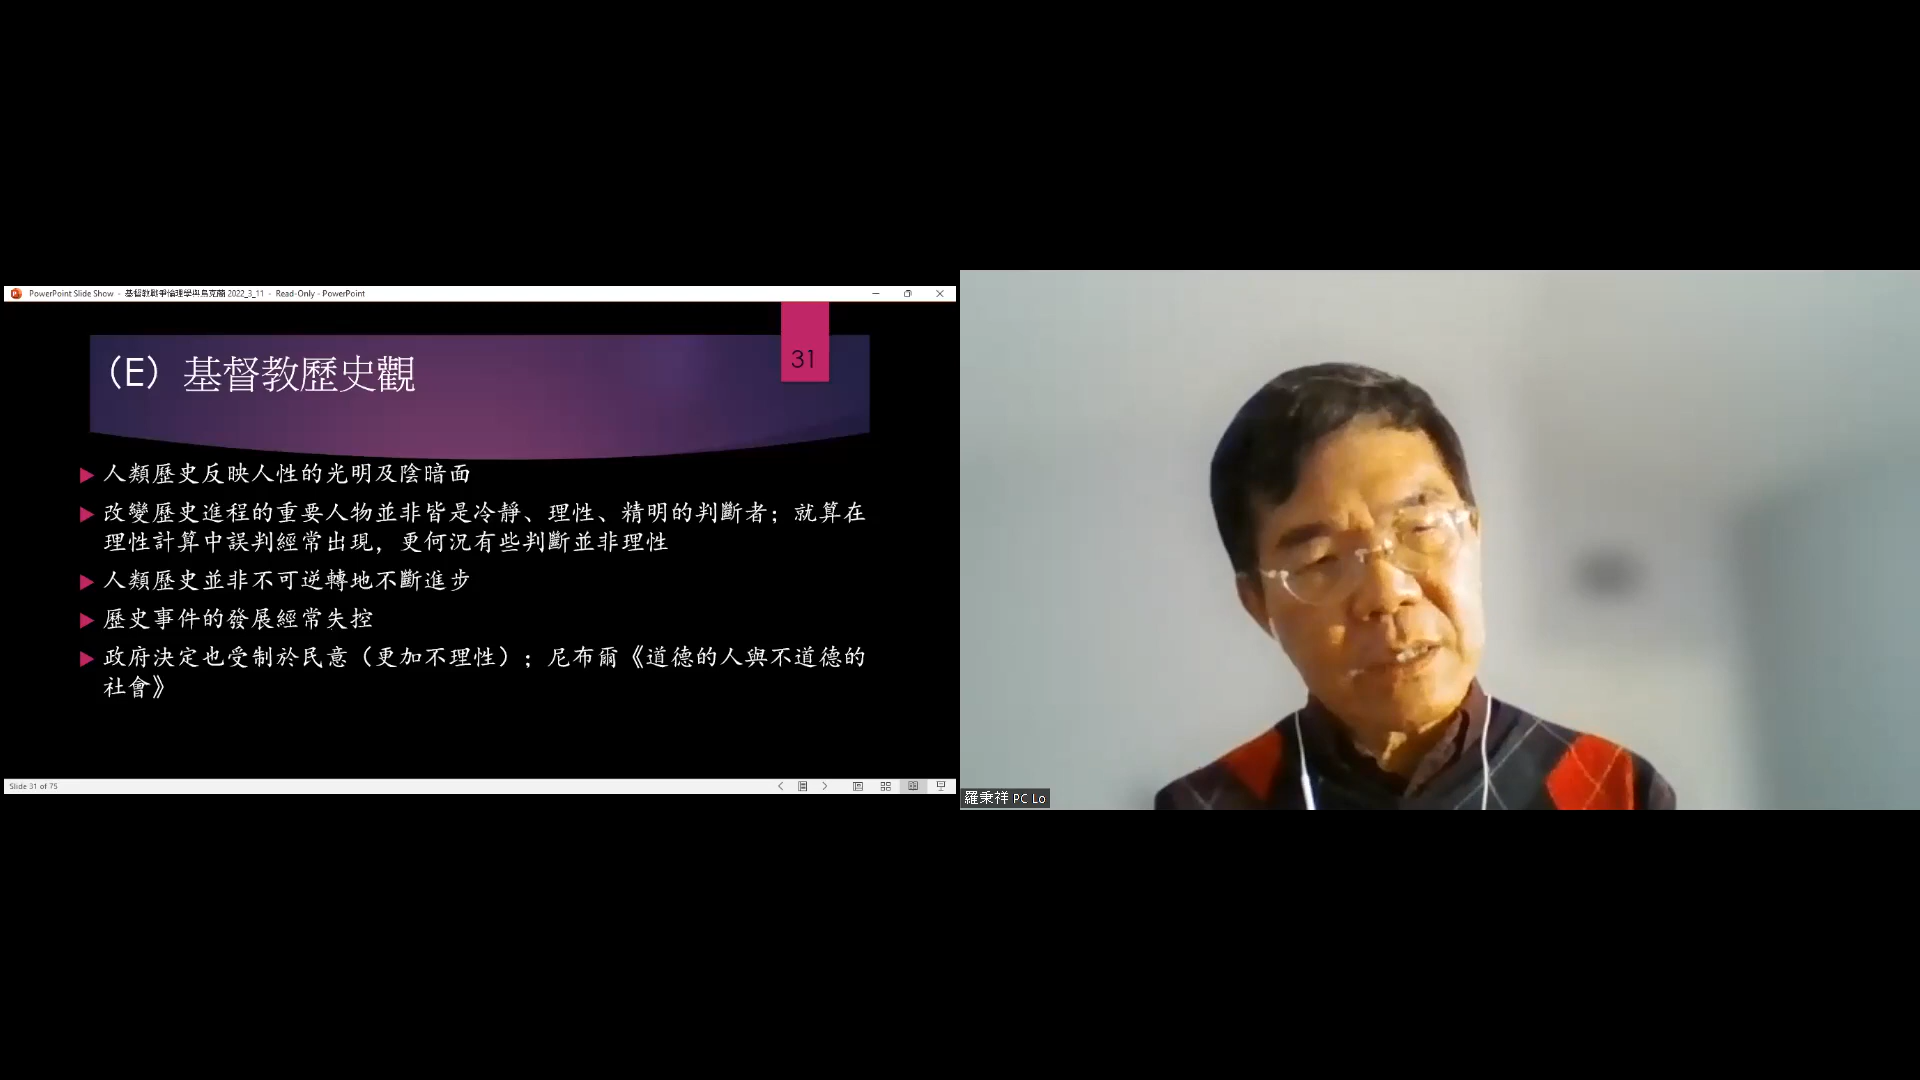 PowerPoint Slide Show - 基督教戰爭倫理學與烏克蘭 2022_3_11 - Read-Only - PowerPoint
31
（E）基督教歷史觀
人類歷史反映人性的光明及陰暗面
改變歷史進程的重要人物並非皆是冷靜、理性、精明的判斷者；就算在
理性計算中誤判經常出現，更何況有些判斷並非理性
人類歷史並非不可逆轉地不斷進步
歷史事件的發展經常失控
政府決定也受制於民意（更加不理性）；尼布爾《道德的人與不道德的
社會》
Slide 31 of 75
羅秉祥 PC Lo